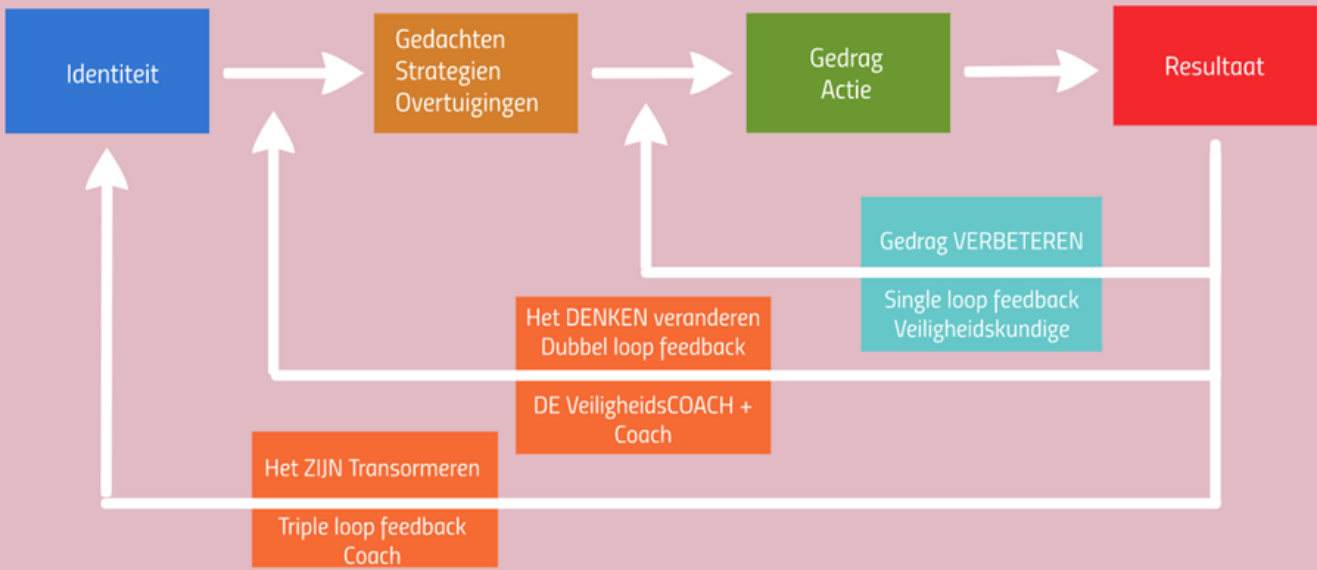 Identiteit
Gedachten
Strategien
Overtuigingen
Gedrag
Actie
Resultaat
Gedrag VERBETEREN
Single loop feedback
Veiligheidskundige
Het DENKEN veranderen
Dubbel loop feedback
DE VeiligheidsCOACH +
Coach
Het ZIJN Transormeren
Triple loop feedback
Coach